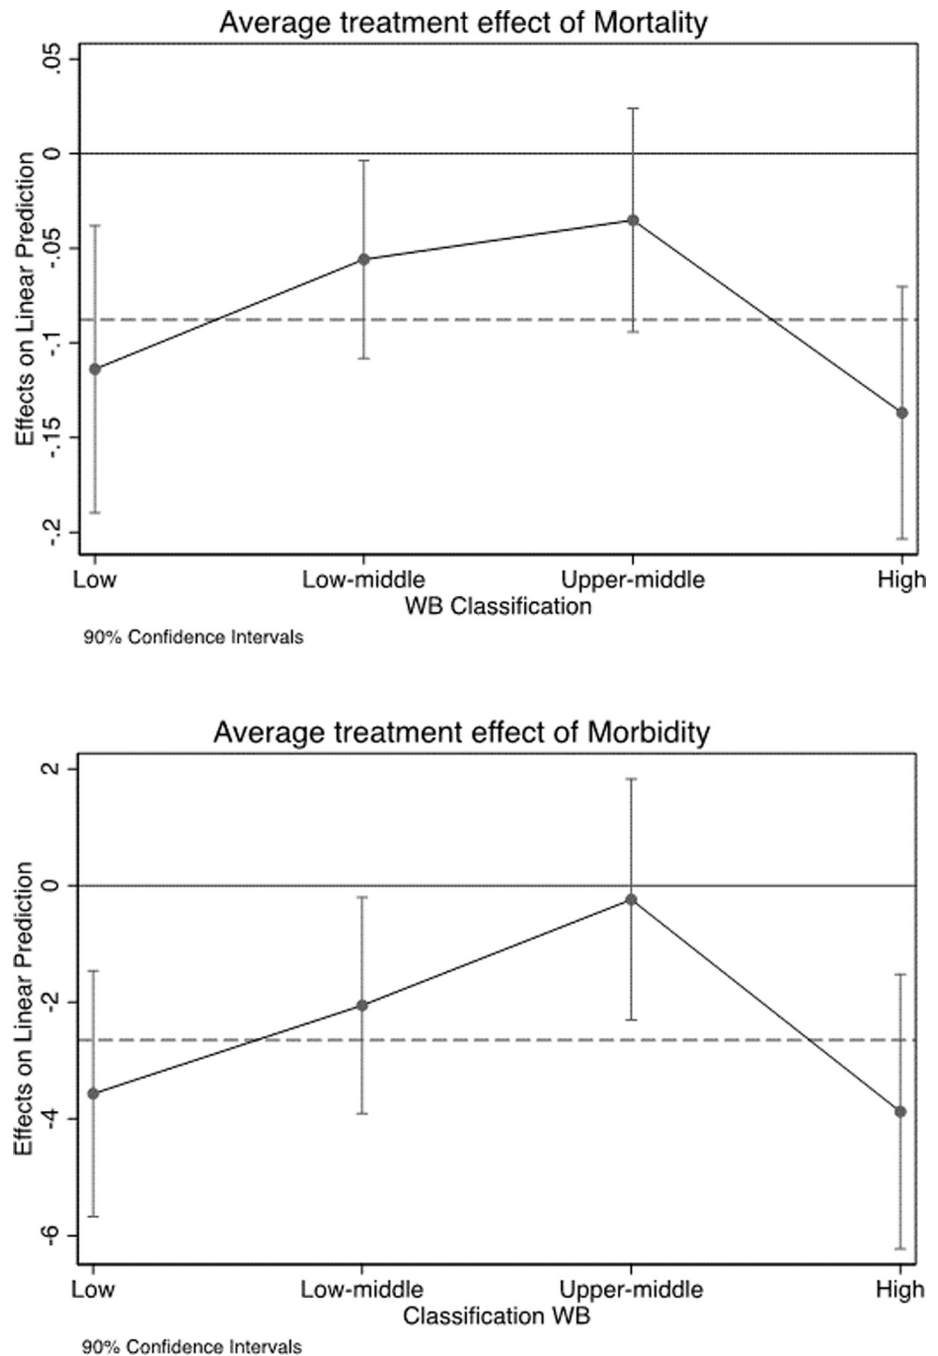 Average treatment effect of Mortality
Effects on Linear Prediction
.05
0
-.05
-.1
-.15
-.2
Low Low-middle Upper-middle High
WB Classification
90% Confidence Intervals
Average treatment effect of Morbidity
Effects on Linear Prediction
2
0
-2
-4
-6
Low Low-middle Upper-middle High
Classification WB
90% Confidence Intervals